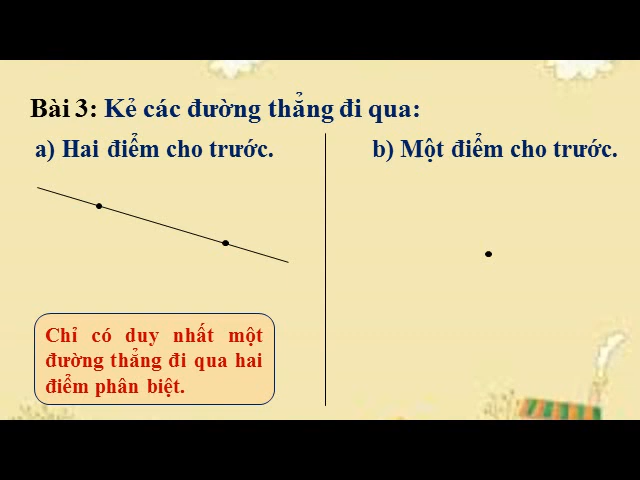 Bài 3: Kẻ các đường thẳng đi qua:
a) Hai điểm cho trước.
b) Một điểm cho trước.
Chỉ có duy nhất một
đường thẳng đi qua hai
điểm phân biệt.